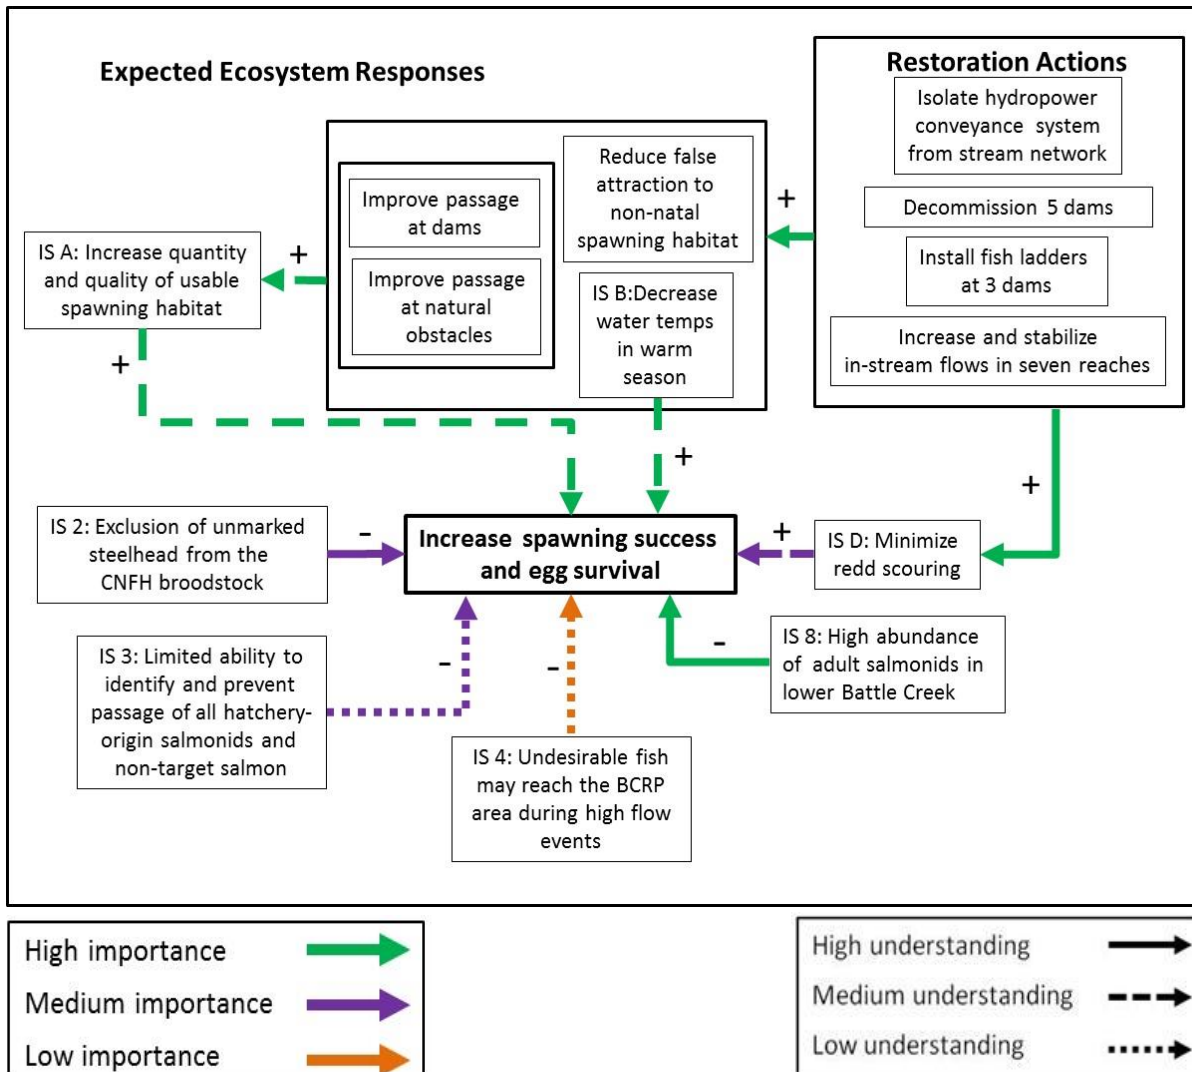 Expected Ecosystem Responses
Restoration Actions
Isolate hydropower
conveyance system
from stream network
Decommission 5 dams
Install fish ladders
at 3 dams
Increase and stabilize
in-stream flows in seven reaches
+
Reduce false
attraction to
non-natal
spawning habitat
Improve passage
at dams
Improve passage
at natural
obstacles
IS B:Decrease
water temps
in warm
season
+
IS A: Increase quantity
and quality of usable
spawning habitat
+
+
+
IS 2: Exclusion of unmarked
steelhead from the
CNFH broodstock
-
Increase spawning success
and egg survival
+
IS D: Minimize
redd scouring
IS 3: Limited ability to
identify and prevent
passage of all hatchery-
origin salmonids and
non-target salmon
-
-
IS 4: Undesirable fish
may reach the BCRP
area during high flow
events
-
IS 8: High abundance
of adult salmonids in
lower Battle Creek
High importance
Medium importance
Low importance
High understanding
Medium understanding
Low understanding